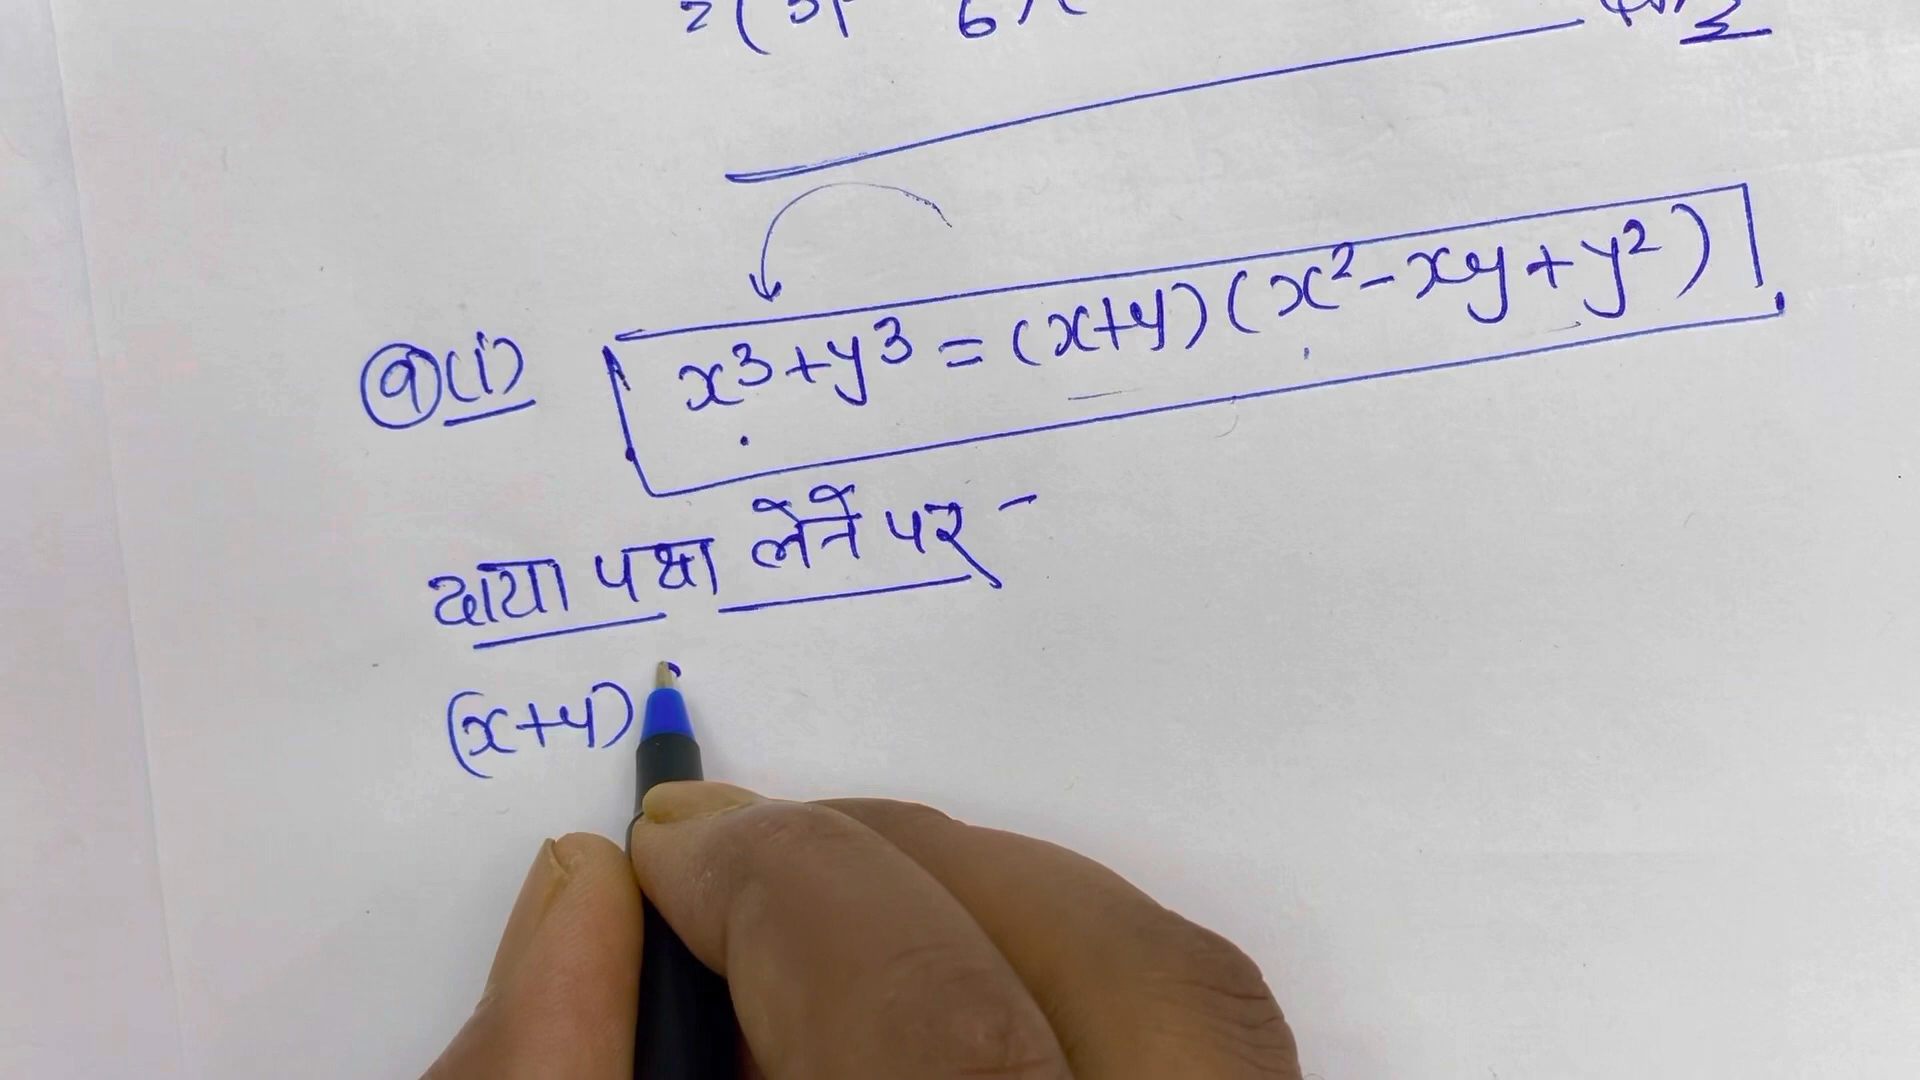 9 (i) x³+y³ = (x+y) (x²-xy+y²)
दाया पक्ष लेने पर -
(x+y)